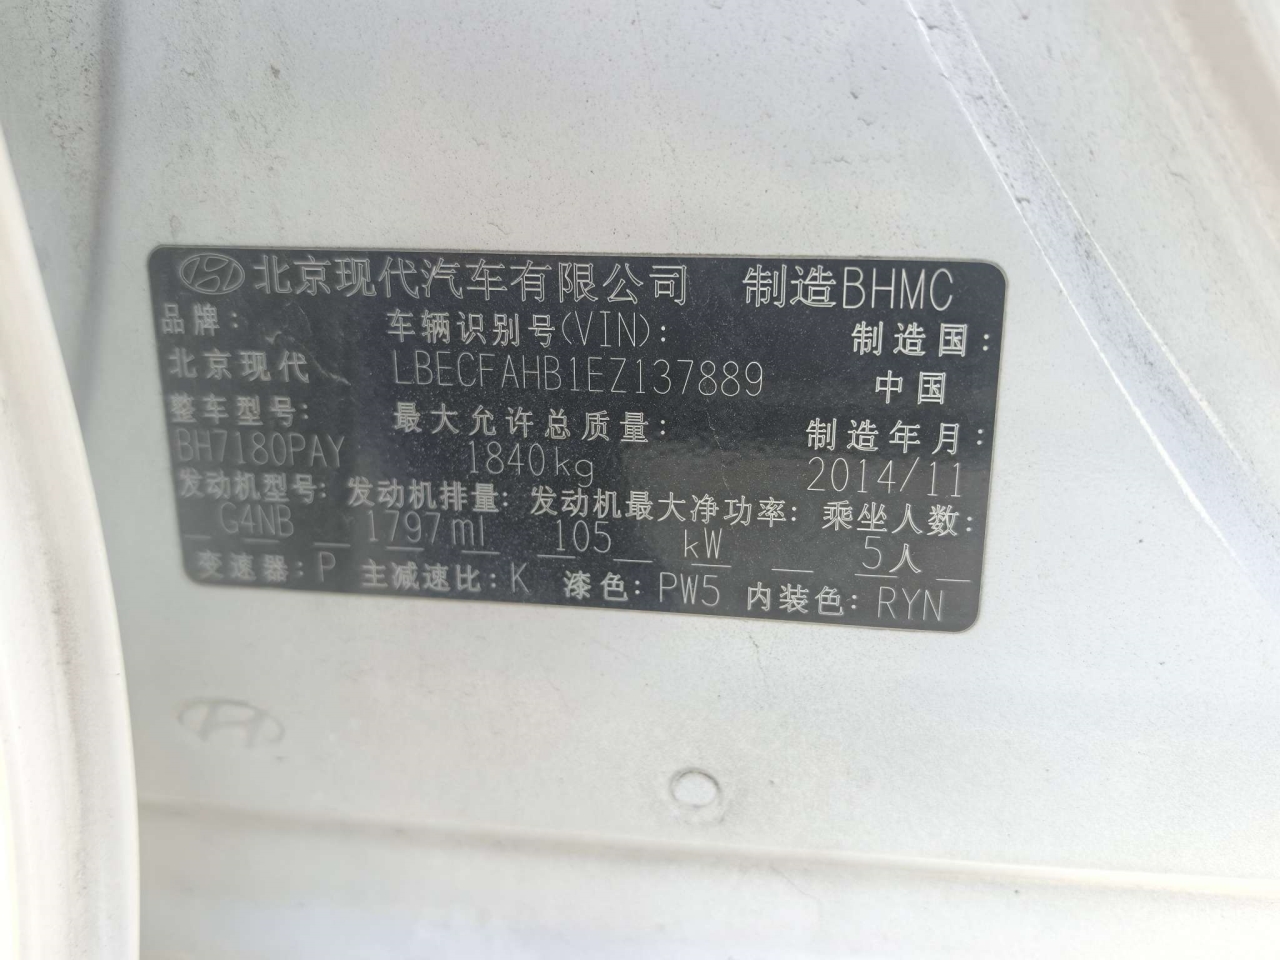 北京现代汽车有限公司 制造BHMC
品牌: 车辆识别号(VIN): 制造国:
北京现代 LBECFAHB1EZ137889 中国
整车型号: 最大允许总质量: 制造年月:
BH7180PAY 1840kg 2014/11
发动机型号: 发动机排量: 发动机最大净功率: 乘坐人数:
G4NB 1797ml 105 kW 5人
变速器: P 主减速比: K 漆色: PW5 内装色: RYN